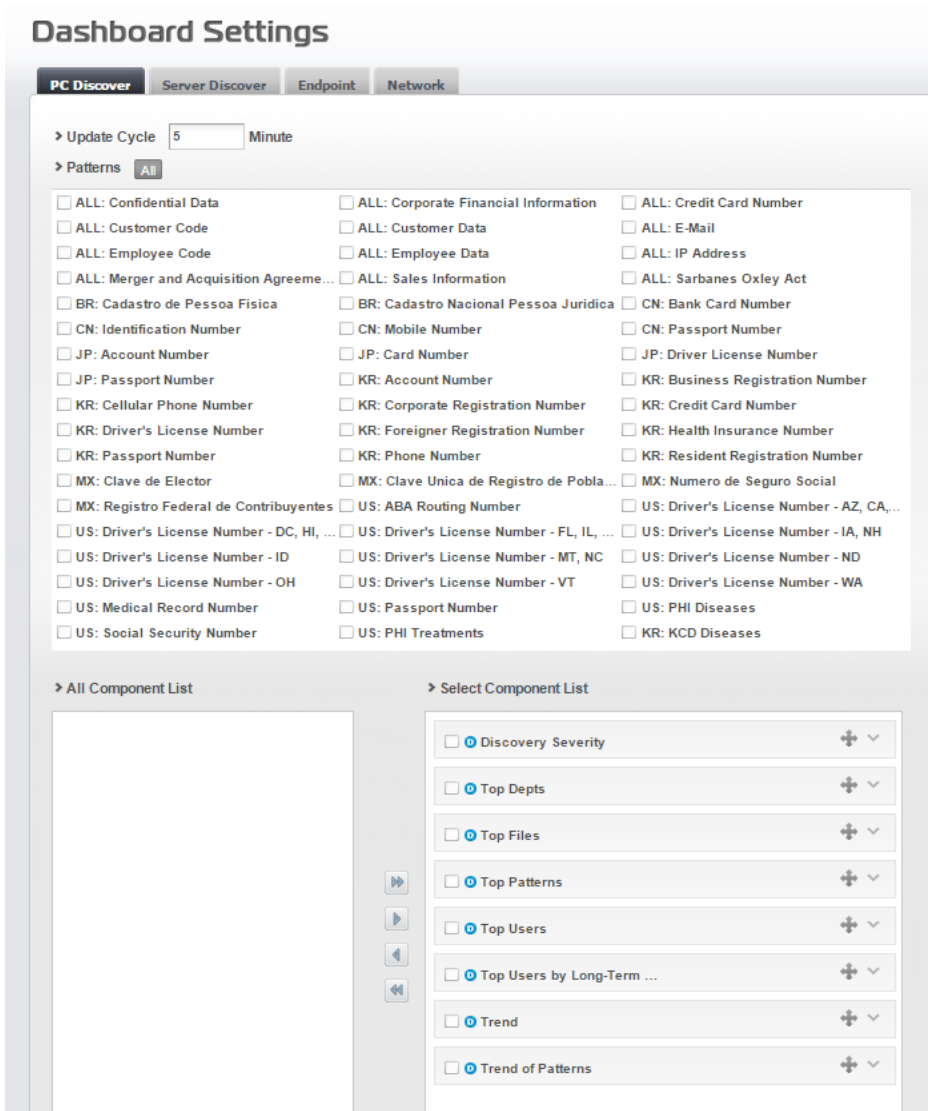 Dashboard Settings
PC Discover Server Discover Endpoint Network
Update Cycle 5 Minute
Patterns All
ALL: Confidential Data ALL: Corporate Financial Information ALL: Credit Card Number
ALL: Customer Code ALL: Customer Data ALL: E-Mail
ALL: Employee Code ALL: Employee Data ALL: IP Address
ALL: Merger and Acquisition Agreeme... ALL: Sales Information ALL: Sarbanes Oxley Act
BR: Cadastro de Pessoa Fisica BR: Cadastro Nacional Pessoa Juridica CN: Bank Card Number
CN: Identification Number CN: Mobile Number CN: Passport Number
JP: Account Number JP: Card Number JP: Driver License Number
JP: Passport Number KR: Account Number KR: Business Registration Number
KR: Cellular Phone Number KR: Corporate Registration Number KR: Credit Card Number
KR: Driver's License Number KR: Foreigner Registration Number KR: Health Insurance Number
KR: Passport Number KR: Phone Number KR: Resident Registration Number
MX: Clave de Elector MX: Clave Unica de Registro de Pobla... MX: Numero de Seguro Social
MX: Registro Federal de Contribuyentes US: ABA Routing Number US: Driver's License Number - AZ, CA,...
US: Driver's License Number - DC, HI, ... US: Driver's License Number - FL, IL, ... US: Driver's License Number - IA, NH
US: Driver's License Number - ID US: Driver's License Number - MT, NC US: Driver's License Number - ND
US: Driver's License Number - OH US: Driver's License Number - VT US: Driver's License Number - WA
US: Medical Record Number US: Passport Number US: PHI Diseases
US: Social Security Number US: PHI Treatments KR: KCD Diseases
All Component List Select Component List
D Discovery Severity
D Top Depts
D Top Files
D Top Patterns
D Top Users
D Top Users by Long-Term ...
D Trend
D Trend of Patterns